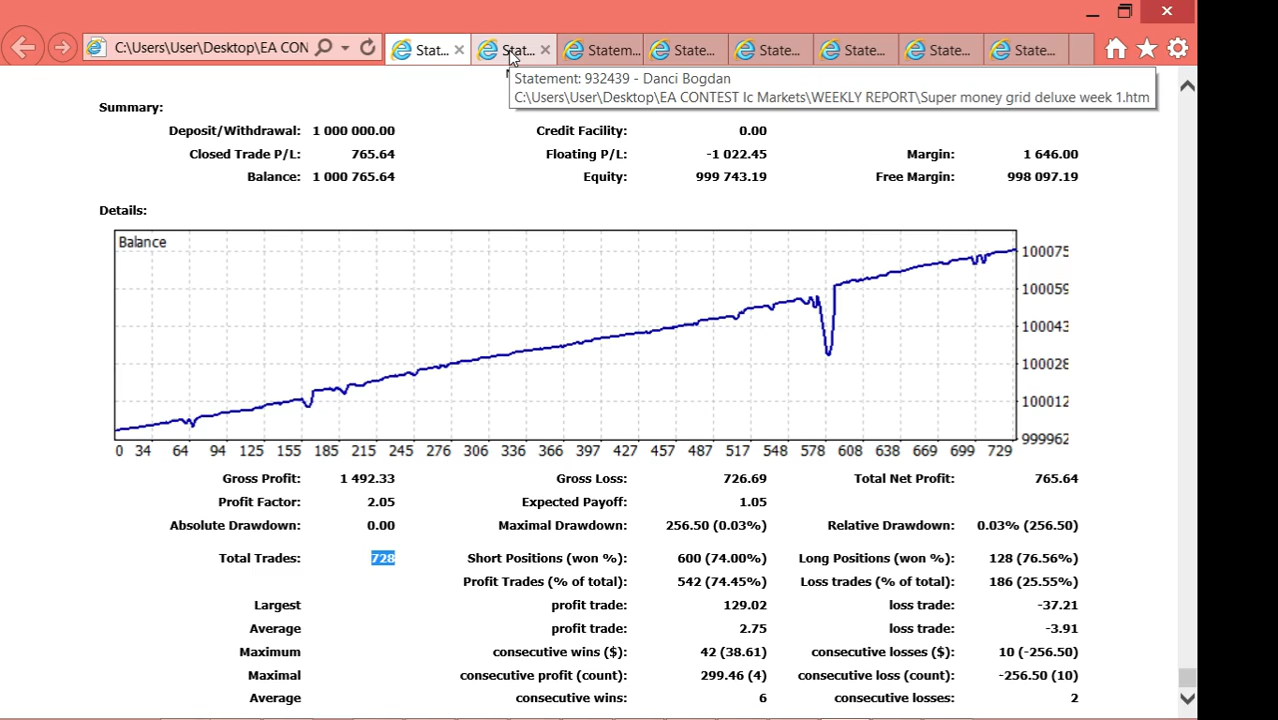 C:\Users\User\Desktop\EA CON
Stat...
Stat...
Statem...
State...
State...
State...
State...
State...
Statement: 932439 - Danci Bogdan
C:\Users\User\Desktop\EA CONTEST Ic Markets\WEEKLY REPORT\Super money grid deluxe week 1.htm
Summary:
Deposit/Withdrawal: 1 000 000.00 Credit Facility: 0.00
Closed Trade P/L: 765.64 Floating P/L: -1 022.45 Margin: 1 646.00
Balance: 1 000 765.64 Equity: 999 743.19 Free Margin: 998 097.19
Details:
Balance
100075
100059
100043
100028
100012
999962
0 34 64 94 125 155 185 215 245 276 306 336 366 397 427 457 487 517 548 578 608 638 669 699 729
Gross Profit: 1 492.33 Gross Loss: 726.69 Total Net Profit: 765.64
Profit Factor: 2.05 Expected Payoff: 1.05
Absolute Drawdown: 0.00 Maximal Drawdown: 256.50 (0.03%) Relative Drawdown: 0.03% (256.50)
Total Trades: 728 Short Positions (won %): 600 (74.00%) Long Positions (won %): 128 (76.56%)
Profit Trades (% of total): 542 (74.45%) Loss trades (% of total): 186 (25.55%)
Largest profit trade: 129.02 loss trade: -37.21
Average profit trade: 2.75 loss trade: -3.91
Maximum consecutive wins ($): 42 (38.61) consecutive losses ($): 10 (-256.50)
Maximal consecutive profit (count): 299.46 (4) consecutive loss (count): -256.50 (10)
Average consecutive wins: 6 consecutive losses: 2